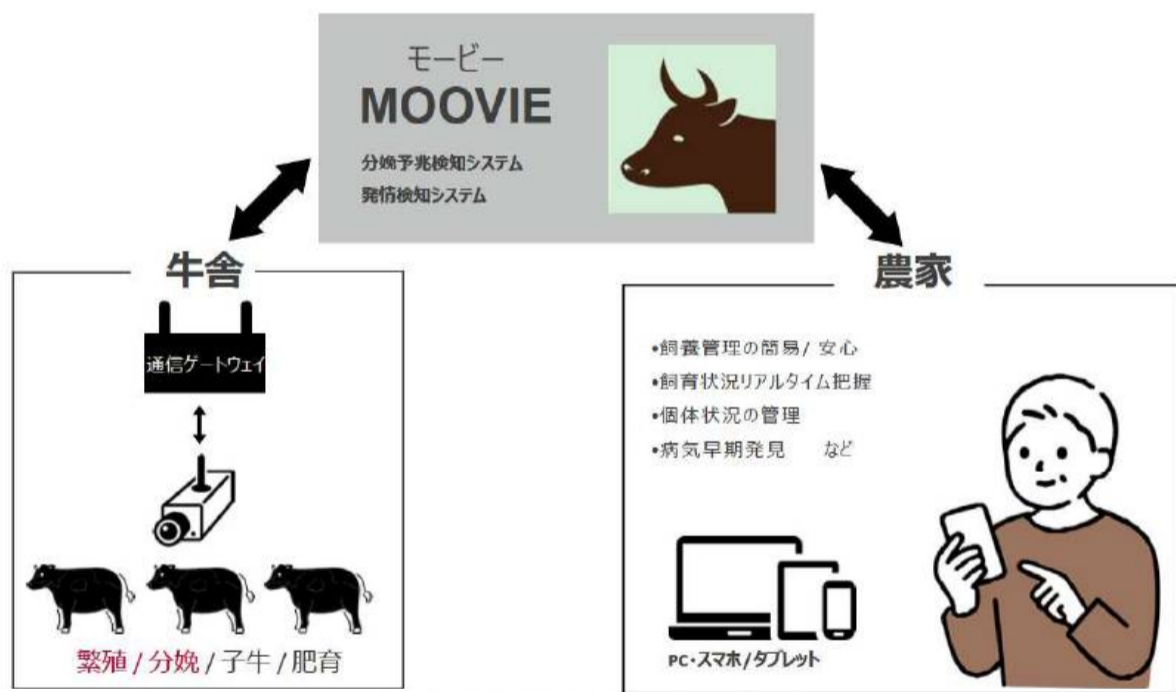 モービー
MOOVIE
分娩予兆検知システム
発情検知システム
牛舎
通信ゲートウェイ
繁殖 / 分娩 / 子牛 / 肥育
農家
•飼養管理の簡易/ 安心
•飼育状況リアルタイム把握
•個体状況の管理
•病気早期発見 など
PC・スマホ/タブレット